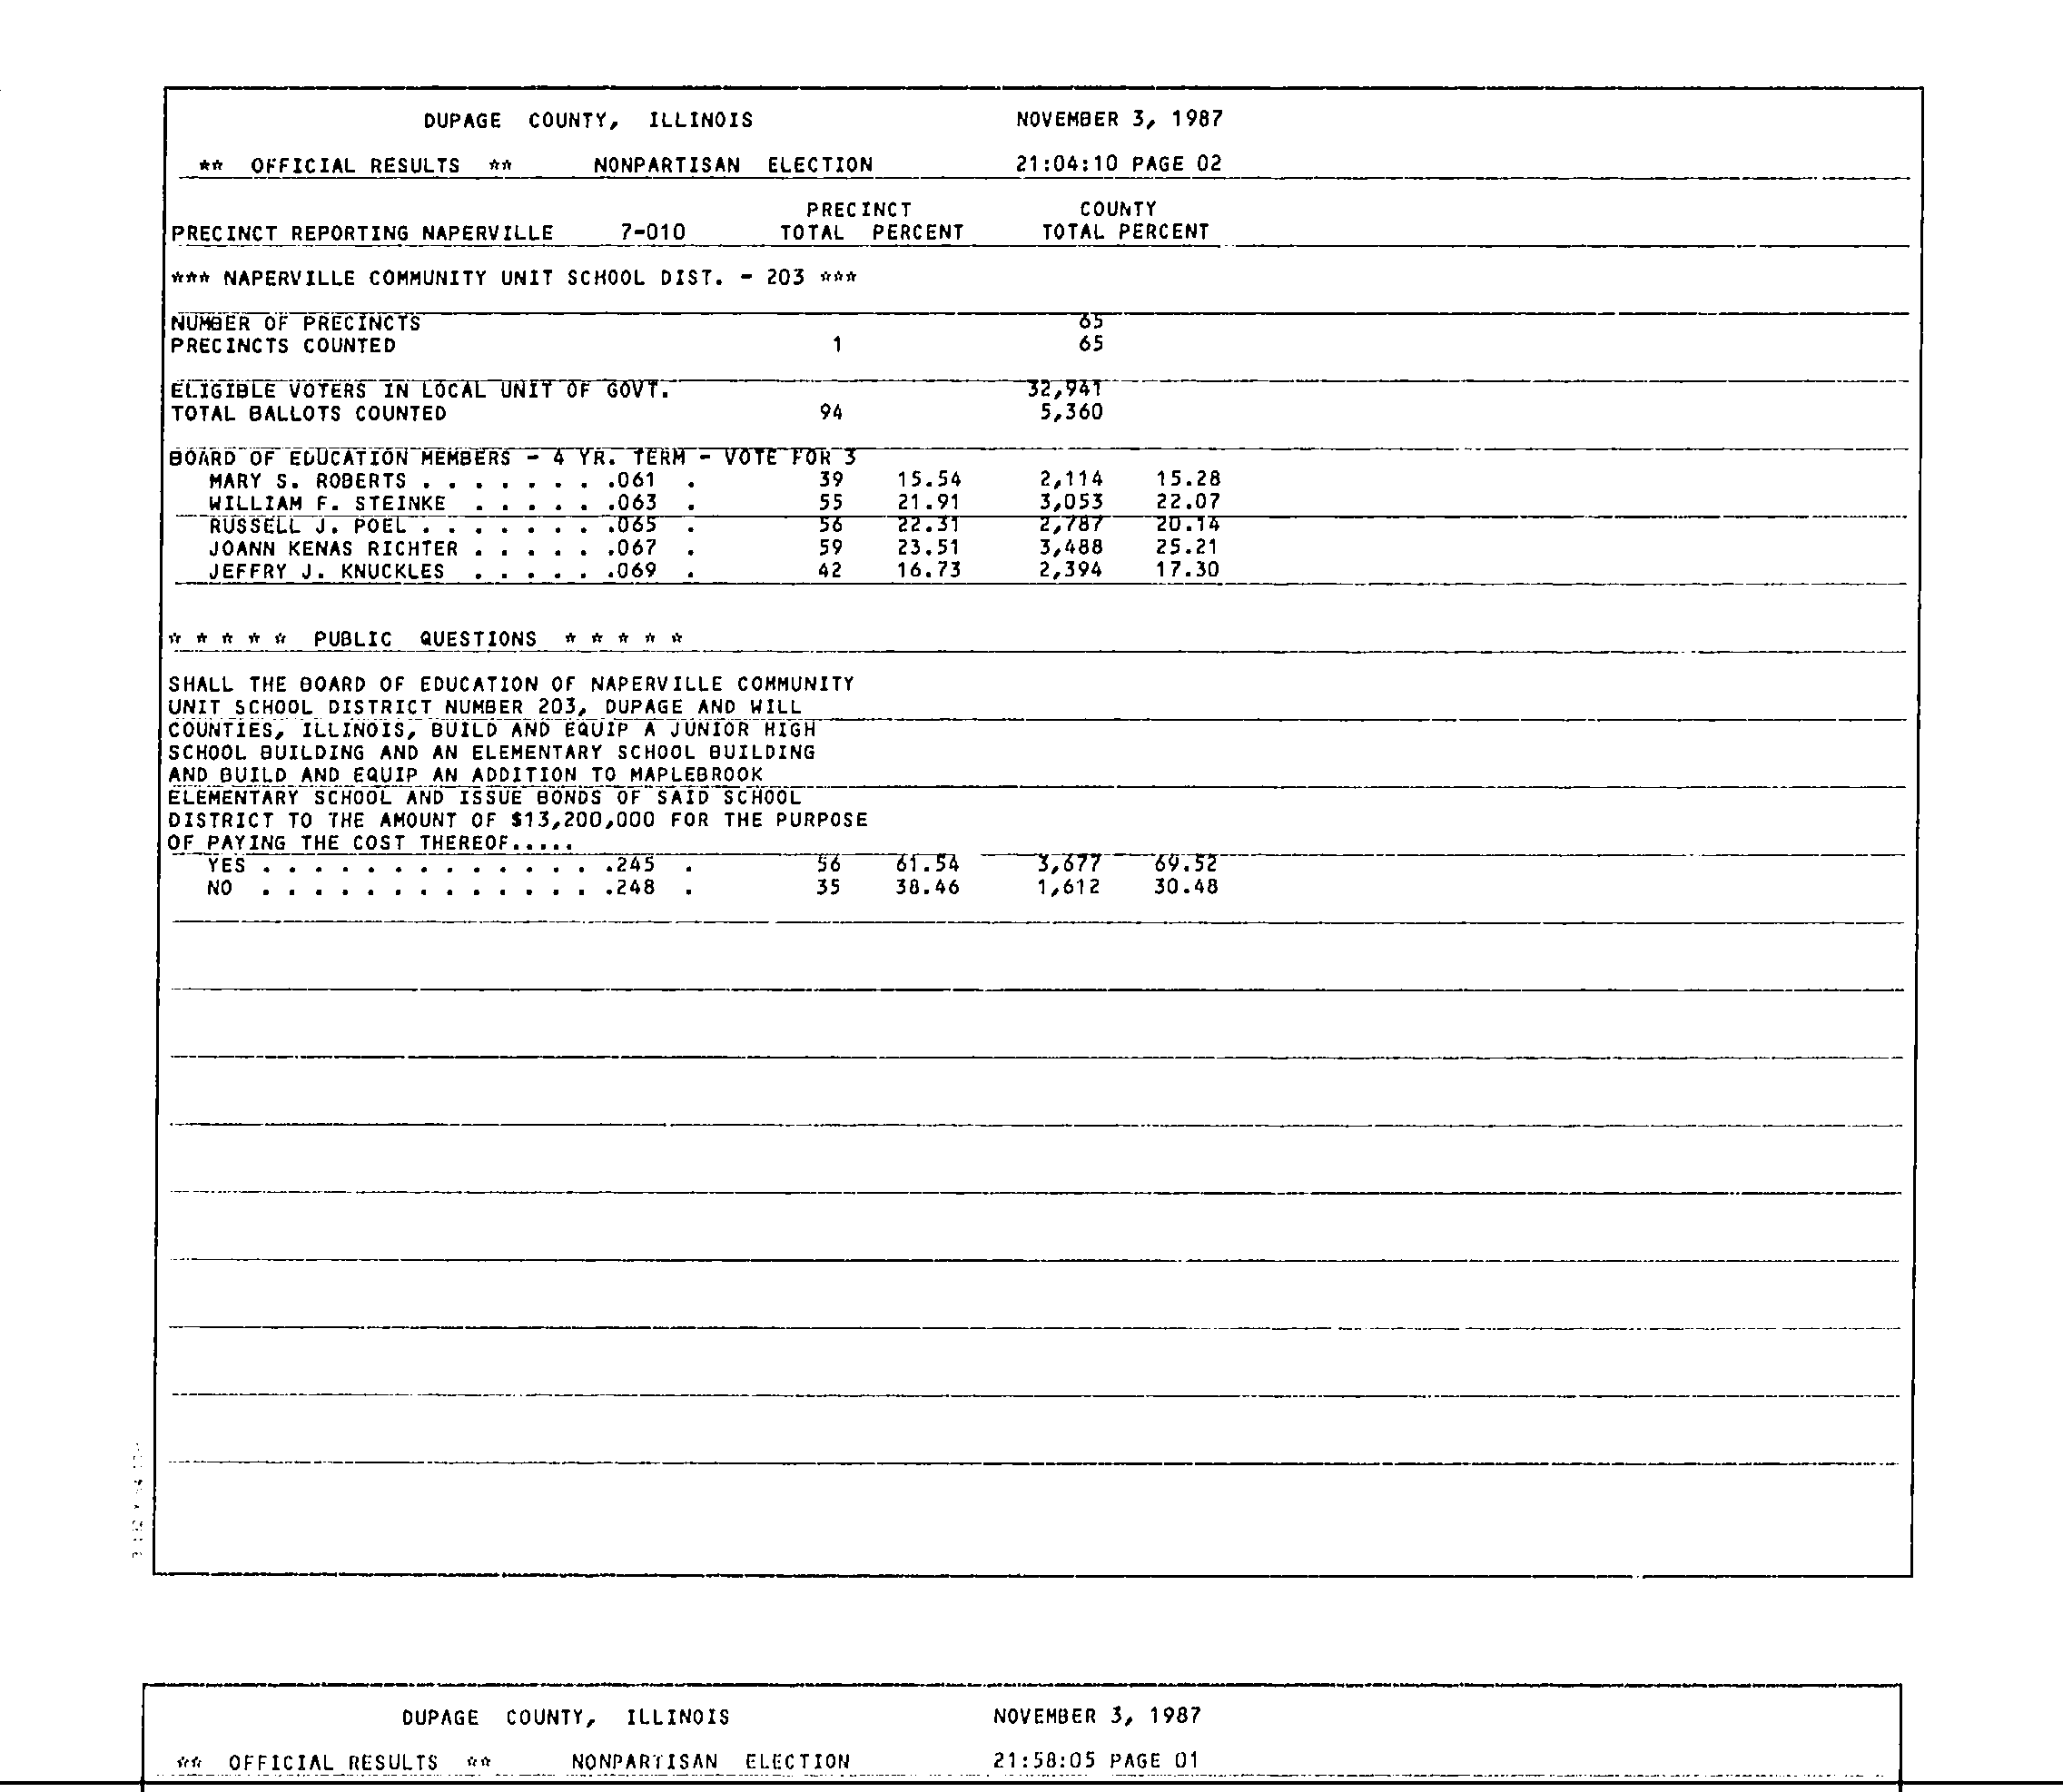 DUPAGE COUNTY, ILLINOIS NOVEMBER 3, 1987
** OFFICIAL RESULTS ** NONPARTISAN ELECTION 21:04:10 PAGE 02
PRECINCT COUNTY
PRECINCT REPORTING NAPERVILLE 7-010 TOTAL PERCENT TOTAL PERCENT
*** NAPERVILLE COMMUNITY UNIT SCHOOL DIST. - 203 ***
NUMBER OF PRECINCTS 65
PRECINCTS COUNTED 1 65
ELIGIBLE VOTERS IN LOCAL UNIT OF GOVT. 32,941
TOTAL BALLOTS COUNTED 94 5,360
BOARD OF EDUCATION MEMBERS - 4 YR. TERM - VOTE FOR 3
MARY S. ROBERTS . . . . . . . .061 . 39 15.54 2,114 15.28
WILLIAM F. STEINKE . . . . . .063 . 55 21.91 3,053 22.07
RUSSELL J. POEL . . . . . . . .065 . 56 22.31 2,787 20.14
JOANN KENAS RICHTER . . . . . .067 . 59 23.51 3,488 25.21
JEFFRY J. KNUCKLES . . . . . .069 . 42 16.73 2,394 17.30
* * * * * PUBLIC QUESTIONS * * * * *
SHALL THE BOARD OF EDUCATION OF NAPERVILLE COMMUNITY
UNIT SCHOOL DISTRICT NUMBER 203, DUPAGE AND WILL
COUNTIES, ILLINOIS, BUILD AND EQUIP A JUNIOR HIGH
SCHOOL BUILDING AND AN ELEMENTARY SCHOOL BUILDING
AND BUILD AND EQUIP AN ADDITION TO MAPLEBROOK
ELEMENTARY SCHOOL AND ISSUE BONDS OF SAID SCHOOL
DISTRICT TO THE AMOUNT OF $13,200,000 FOR THE PURPOSE
OF PAYING THE COST THEREOF.....
YES . . . . . . . . . . . . . .245 . 56 61.54 3,677 69.52
NO . . . . . . . . . . . . . .248 . 35 38.46 1,612 30.48
DUPAGE COUNTY, ILLINOIS NOVEMBER 3, 1987
** OFFICIAL RESULTS ** NONPARTISAN ELECTION 21:58:05 PAGE 01